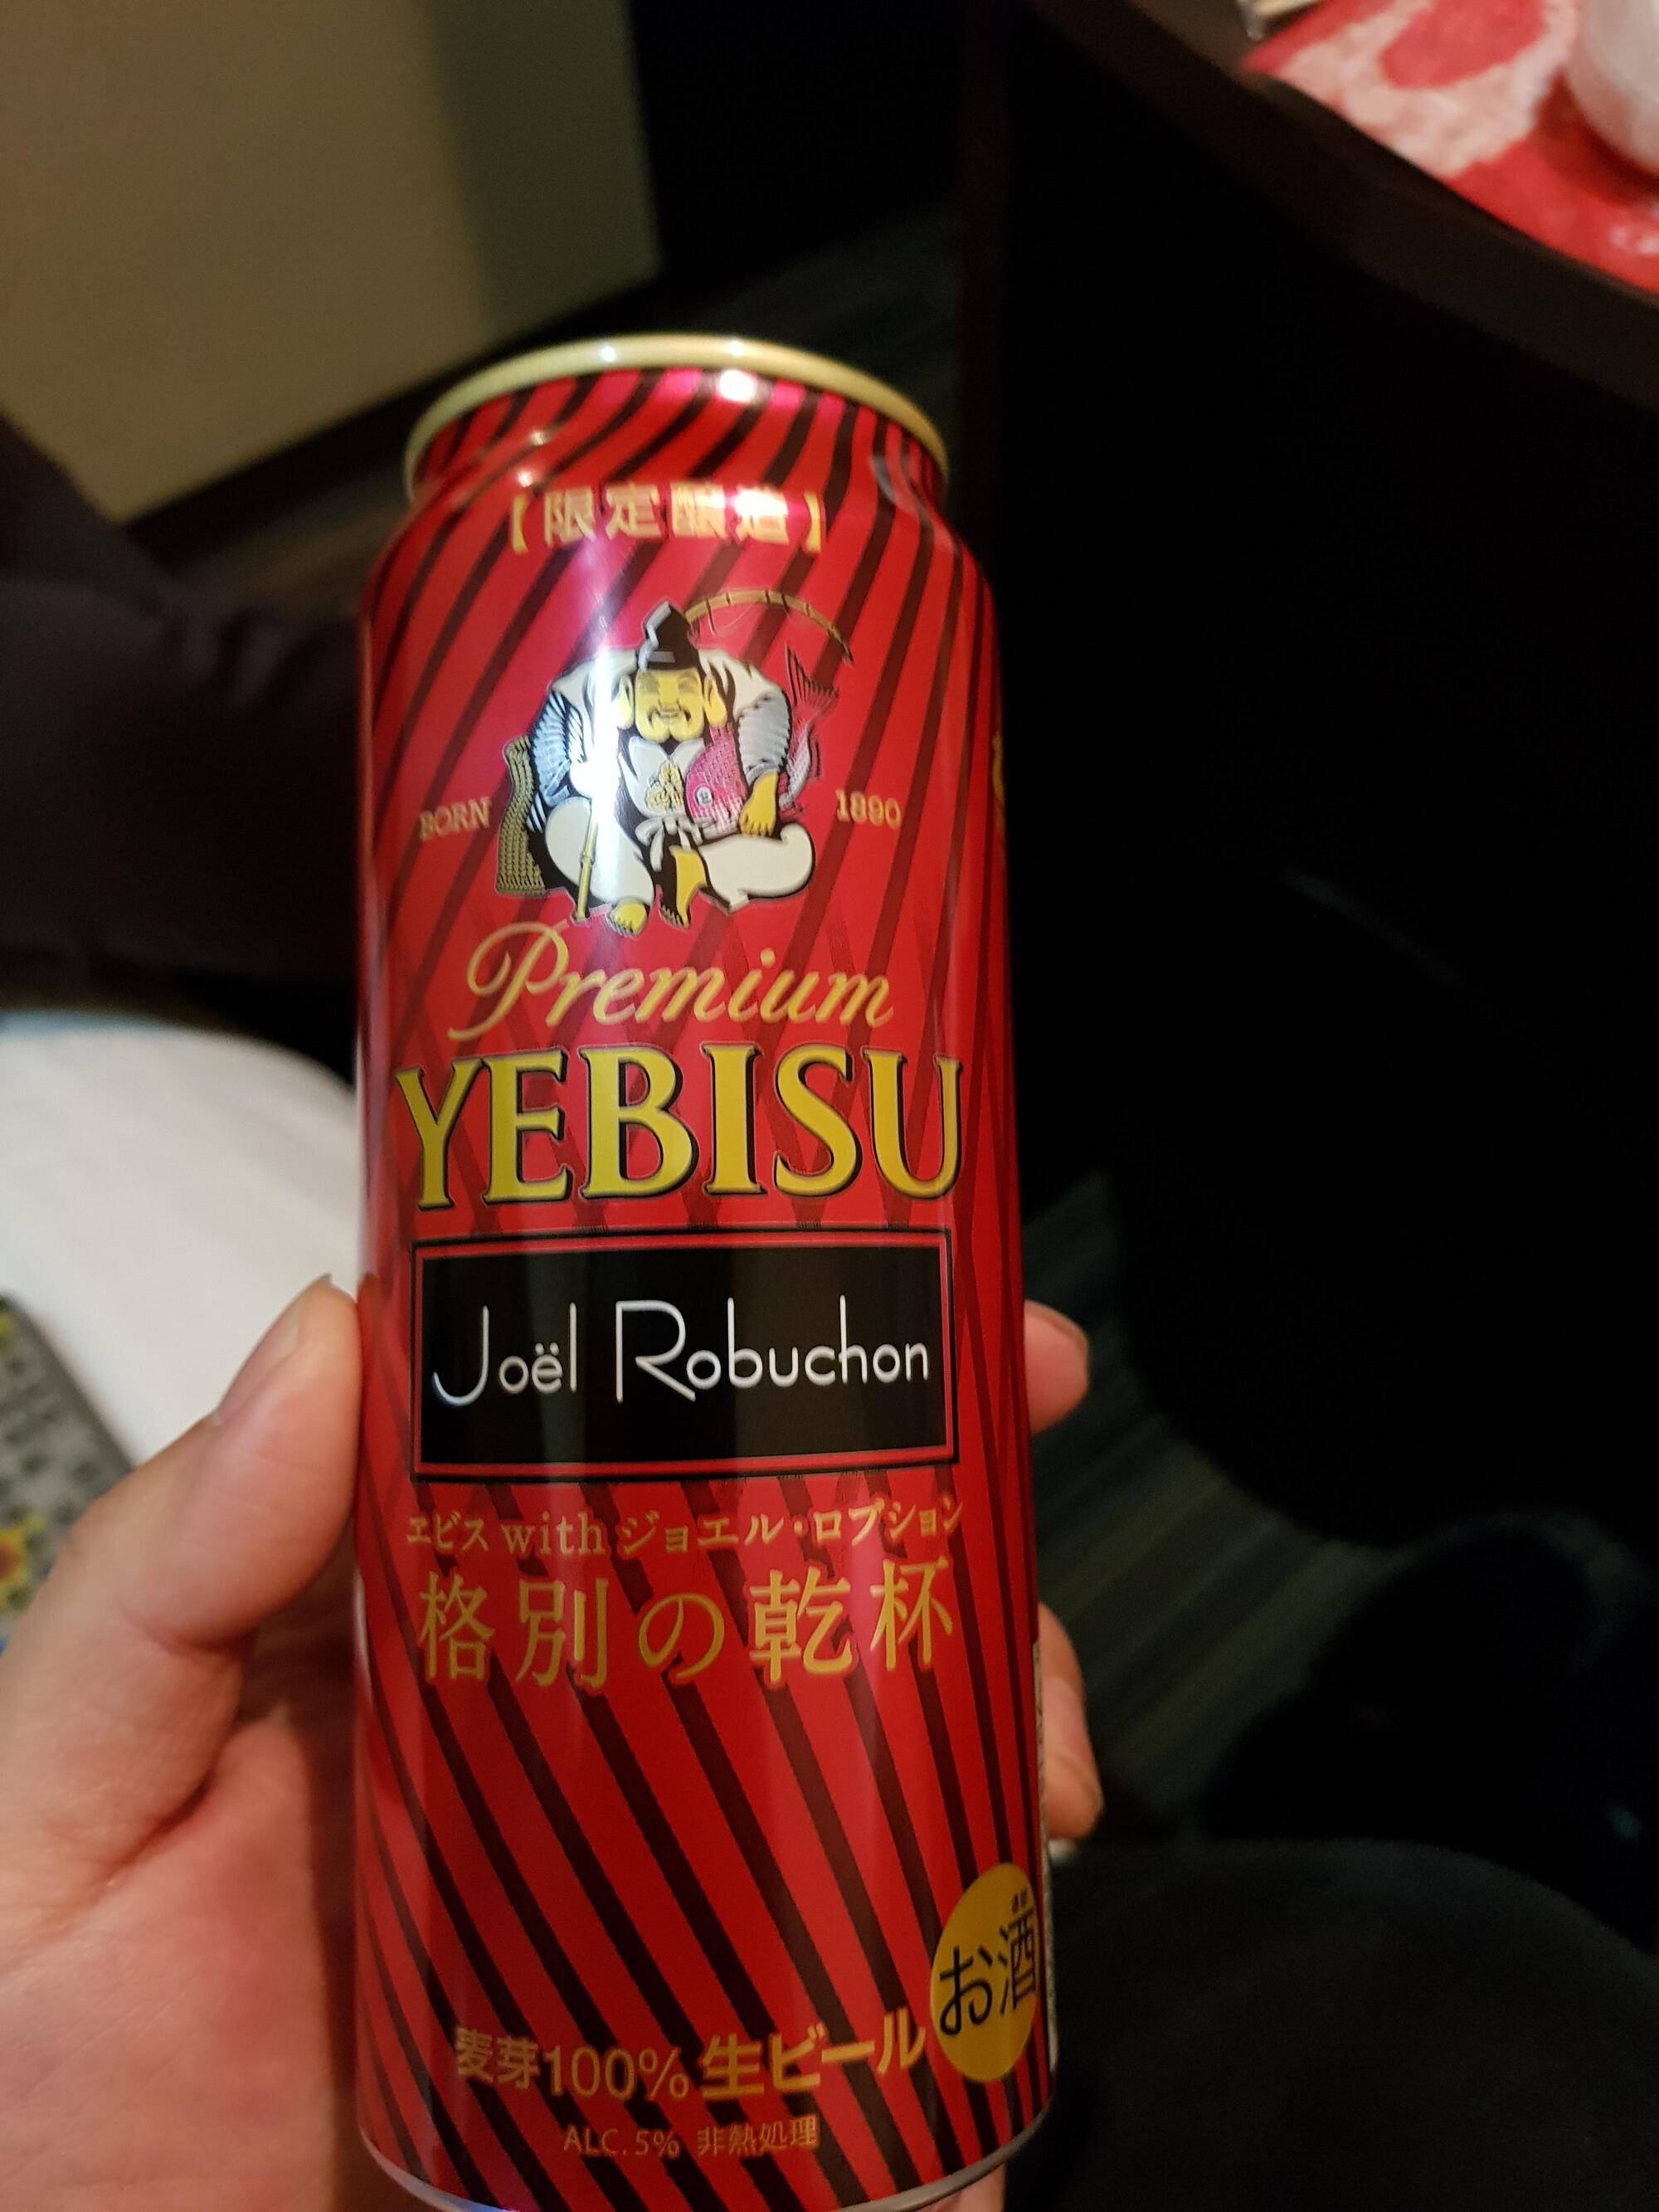 【限定醸造】
BORN 1890
Premium
YEBISU
Joël Robuchon
ヱビス with ジョエル・ロブション
格別の乾杯
お酒
麦芽100% 生ビール
ALC.5% 非熱処理